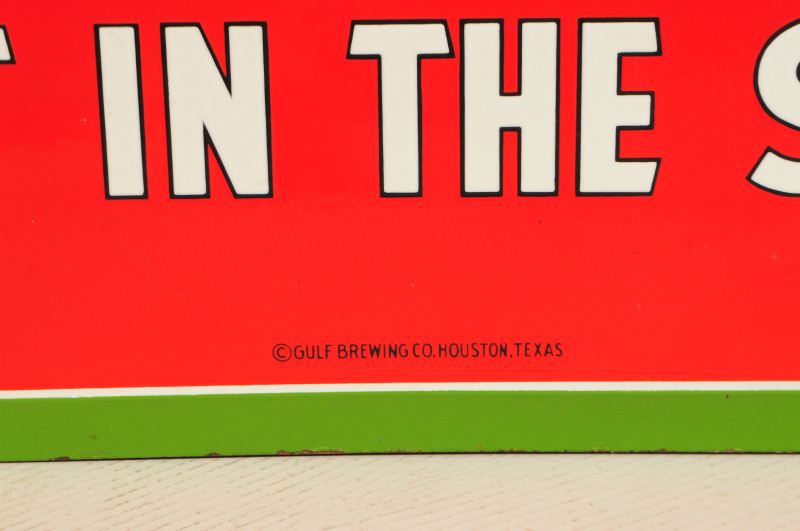 T IN THE S
©GULF BREWING CO. HOUSTON, TEXAS